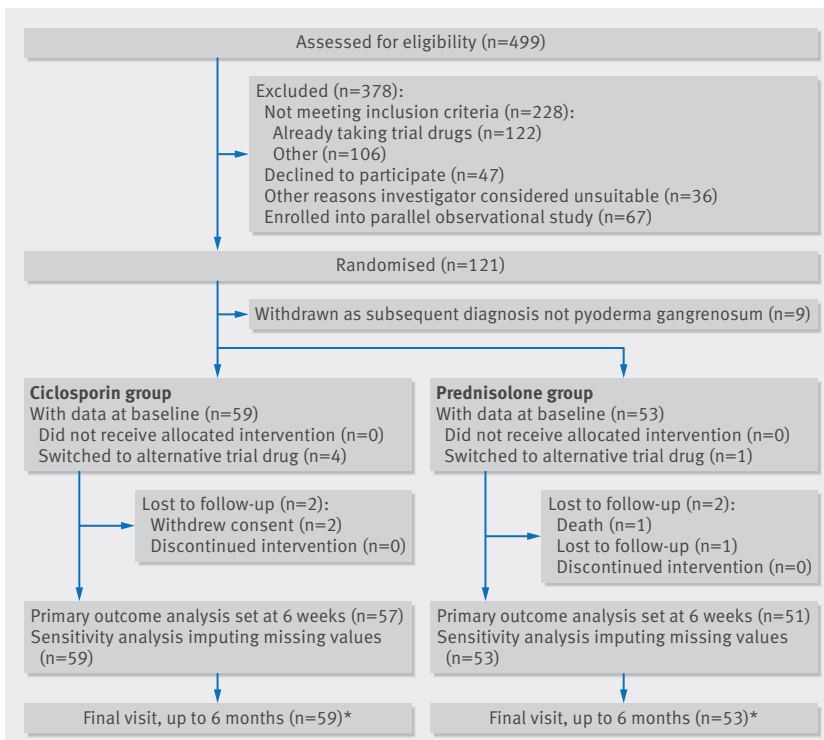 Assessed for eligibility (n=499)
Excluded (n=378):
Not meeting inclusion criteria (n=228):
Already taking trial drugs (n=122)
Other (n=106)
Declined to participate (n=47)
Other reasons investigator considered unsuitable (n=36)
Enrolled into parallel observational study (n=67)
Randomised (n=121)
Withdrawn as subsequent diagnosis not pyoderma gangrenosum (n=9)
Ciclosporin group
With data at baseline (n=59)
Did not receive allocated intervention (n=0)
Switched to alternative trial drug (n=4)
Prednisolone group
With data at baseline (n=53)
Did not receive allocated intervention (n=0)
Switched to alternative trial drug (n=1)
Lost to follow-up (n=2):
Withdrew consent (n=2)
Discontinued intervention (n=0)
Lost to follow-up (n=2):
Death (n=1)
Lost to follow-up (n=1)
Discontinued intervention (n=0)
Primary outcome analysis set at 6 weeks (n=57)
Sensitivity analysis imputing missing values
(n=59)
Primary outcome analysis set at 6 weeks (n=51)
Sensitivity analysis imputing missing values
(n=53)
Final visit, up to 6 months (n=59)*
Final visit, up to 6 months (n=53)*